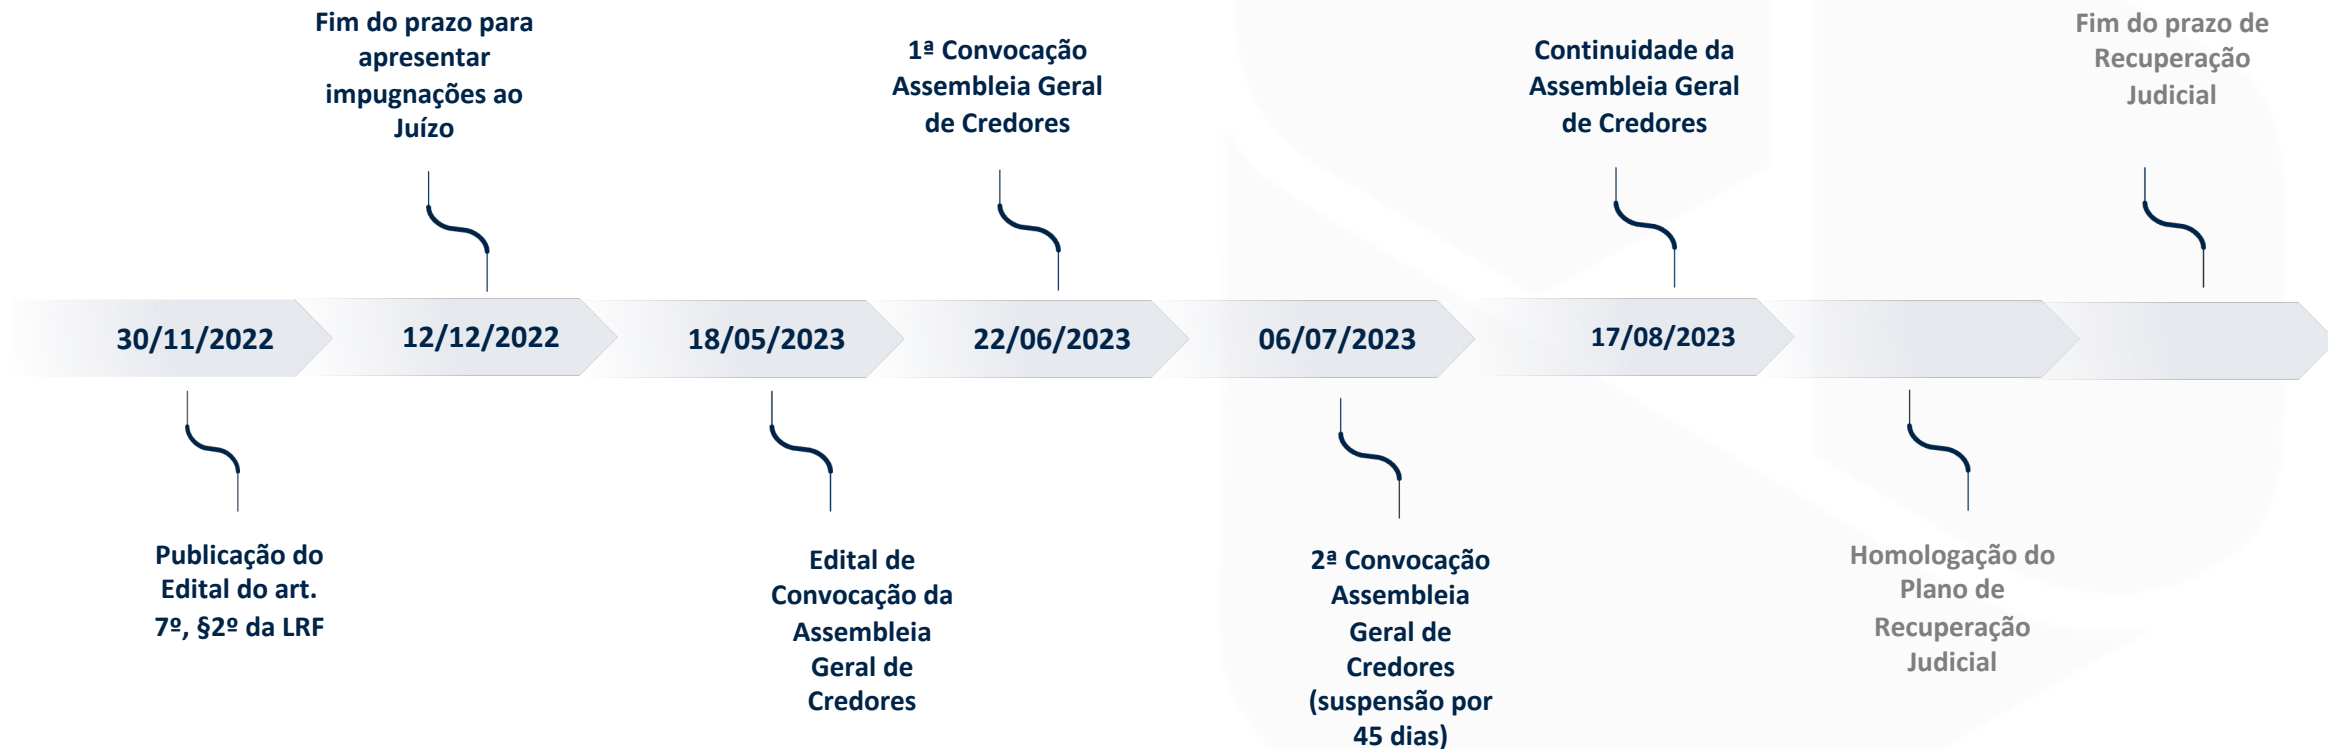 Fim do prazo para
apresentar
impugnações ao
Juízo
1ª Convocação
Assembleia Geral
de Credores
Continuidade da
Assembleia Geral
de Credores
Fim do prazo de
Recuperação
Judicial
30/11/2022
12/12/2022
18/05/2023
22/06/2023
06/07/2023
17/08/2023
Publicação do
Edital do art.
7º, §2º da LRF
Edital de
Convocação da
Assembleia
Geral de
Credores
2ª Convocação
Assembleia
Geral de
Credores
(suspensão por
45 dias)
Homologação do
Plano de
Recuperação
Judicial